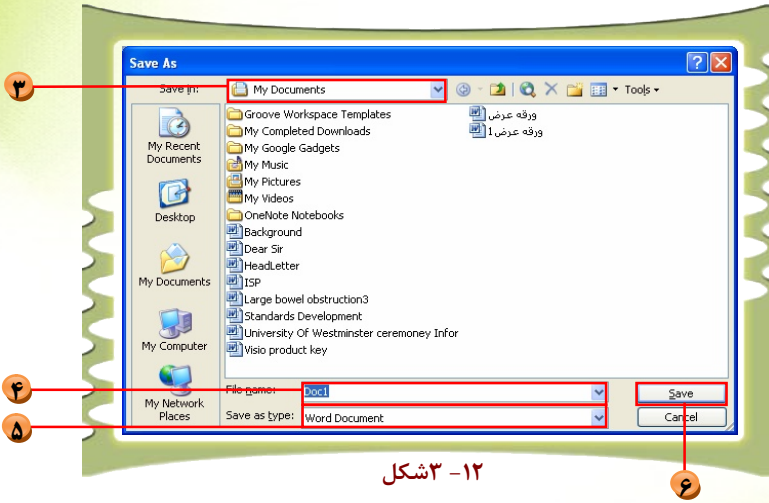 Save As
Save in:
My Documents
Tools
My Recent
Documents
Desktop
My Documents
My Computer
My Network
Places
Groove Workspace Templates
My Completed Downloads
My Google Gadgets
My Music
My Pictures
My Videos
OneNote Notebooks
Background
Dear Sir
HeadLetter
ISP
Large bowel obstruction3
Standards Development
University Of Westminster ceremoney Infor
Visio product key
ورقه عرض
ورقه عرض1
File name:
Doc1
Save
Save as type:
Word Document
Cancel
۳
۴
۵
۶
۱۲- ۳شکل